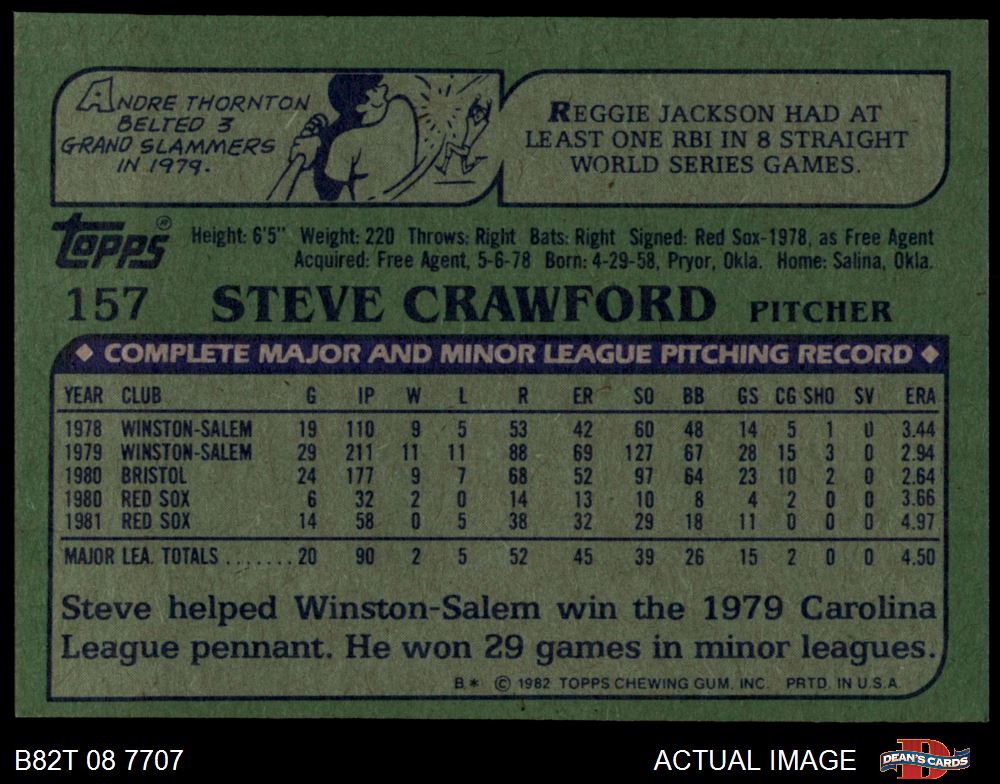 ANDRE THORNTON
BELTED 3
GRAND SLAMMERS
IN 1979.
REGGIE JACKSON HAD AT
LEAST ONE RBI IN 8 STRAIGHT
WORLD SERIES GAMES.
Topps®
Height: 6'5" Weight: 220 Throws: Right Bats: Right Signed: Red Sox-1978, as Free Agent
Acquired: Free Agent, 5-6-78 Born: 4-29-58, Pryor, Okla. Home: Salina, Okla.
157 STEVE CRAWFORD PITCHER
◆ COMPLETE MAJOR AND MINOR LEAGUE PITCHING RECORD ◆
YEAR CLUB G IP W L R ER SO BB GS CG SHO SV ERA
1978 WINSTON-SALEM 19 110 9 5 53 42 60 48 14 5 1 0 3.44
1979 WINSTON-SALEM 29 211 11 11 88 69 127 67 28 15 3 0 2.94
1980 BRISTOL 24 177 9 7 68 52 97 64 23 10 2 0 2.64
1980 RED SOX 6 32 2 0 14 13 10 8 4 2 0 0 3.66
1981 RED SOX 14 58 0 5 38 32 29 18 11 0 0 0 4.97
MAJOR LEA. TOTALS ....... 20 90 2 5 52 45 39 26 15 2 0 0 4.50
Steve helped Winston-Salem win the 1979 Carolina
League pennant. He won 29 games in minor leagues.
B* © 1982 TOPPS CHEWING GUM, INC. PRTD. IN U.S.A.
B82T 08 7707 ACTUAL IMAGE DEAN'S CARDS